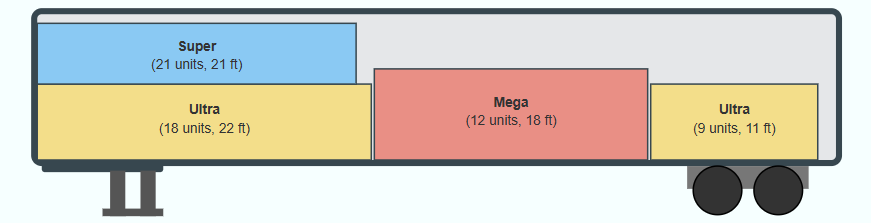 Super
(21 units, 21 ft)
Ultra
(18 units, 22 ft)
Mega
(12 units, 18 ft)
Ultra
(9 units, 11 ft)